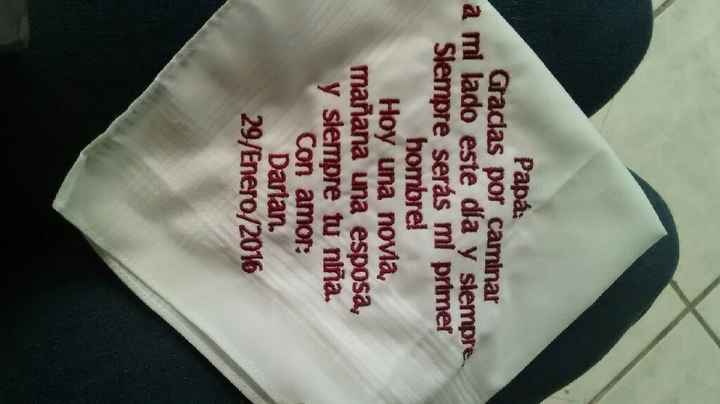 Papá:
Gracias por caminar
a mi lado este día y siempre.
Siempre serás mi primer
hombre!
Hoy una novia,
mañana una esposa,
y siempre tu niña.
Con amor:
Darian.
29/Enero/2016